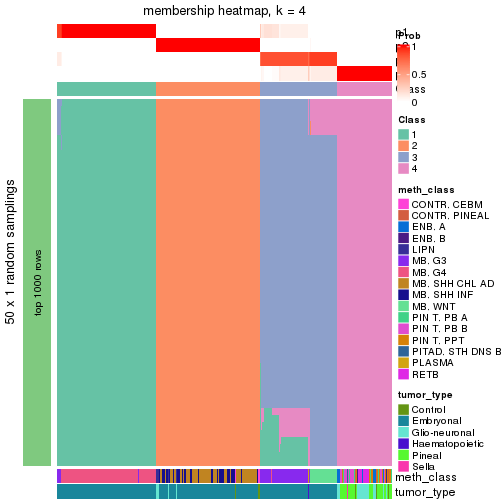 membership heatmap, k = 4
p1
Prob
1
0.5
0
Class
Class
1
2
3
4
meth_class
CONTR. CEBM
CONTR. PINEAL
ENB. A
ENB. B
LIPN
MB. G3
MB. G4
MB. SHH CHL AD
MB. SHH INF
MB. WNT
PIN T. PB A
PIN T. PB B
PIN T. PPT
PITAD. STH DNS B
PLASMA
RETB
tumor_type
Control
Embryonal
Glio-neuronal
Haematopoietic
Pineal
Sella
meth_class
tumor_type
50 x 1 random samplings
top 1000 rows